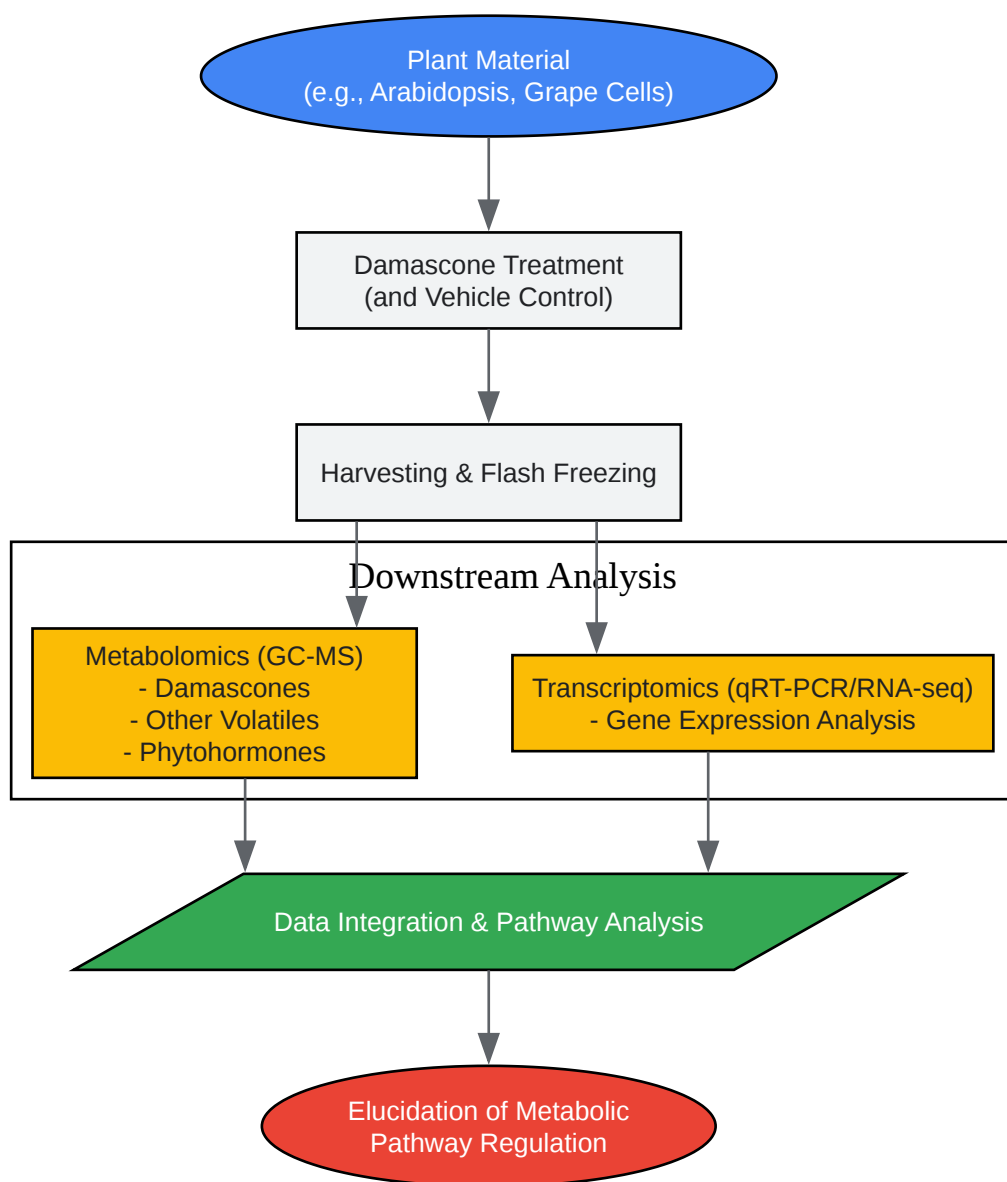 Plant Material
(e.g., Arabidopsis, Grape Cells)
Damascone Treatment
(and Vehicle Control)
Harvesting & Flash Freezing
Downstream Analysis
Metabolomics (GC-MS)
- Damascones
- Other Volatiles
- Phytohormones
Transcriptomics (qRT-PCR/RNA-seq)
- Gene Expression Analysis
Data Integration & Pathway Analysis
Elucidation of Metabolic
Pathway Regulation